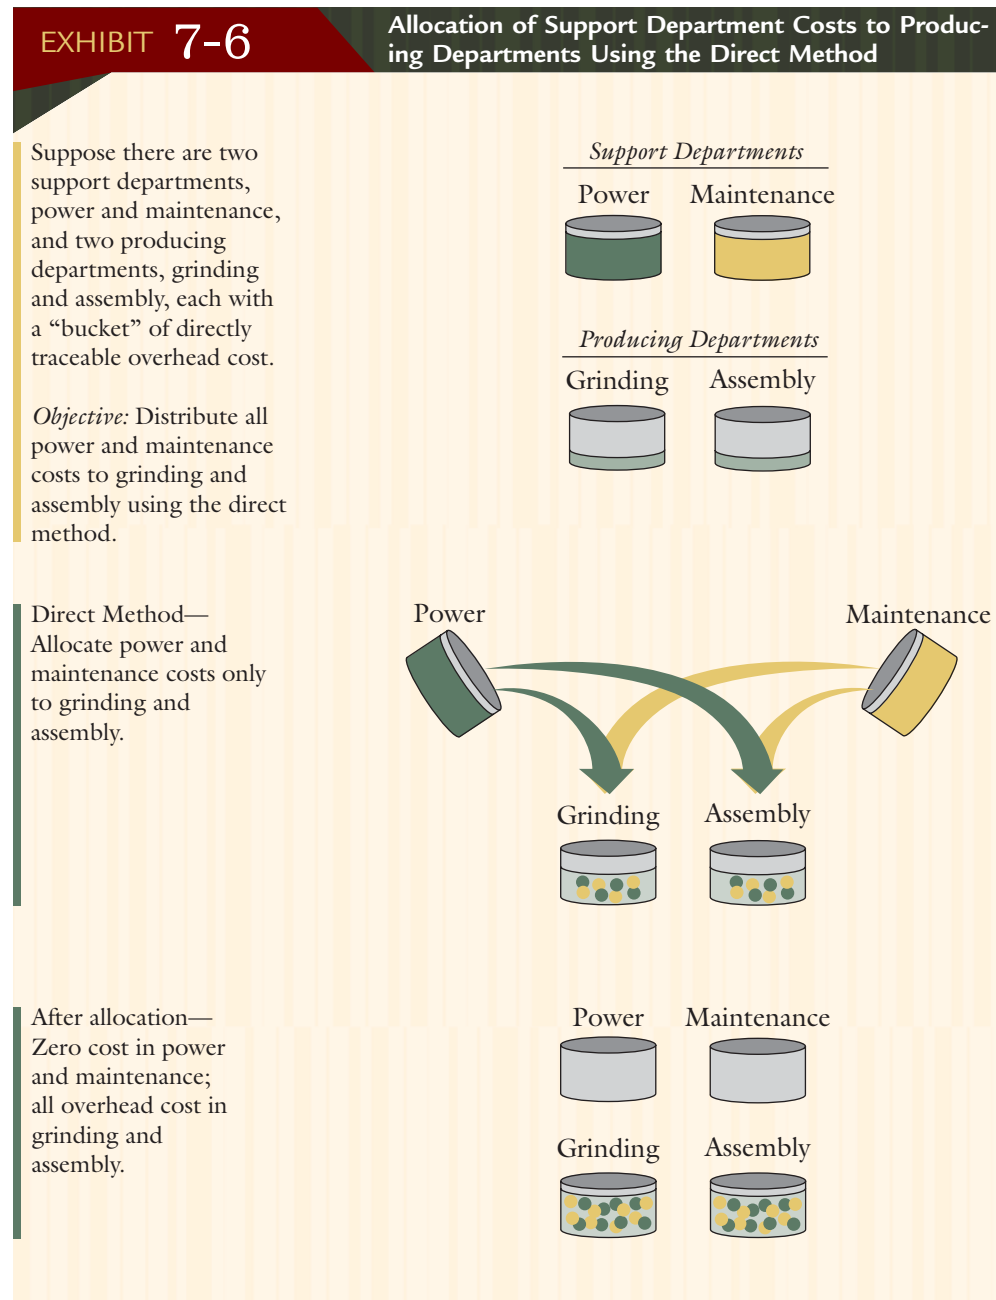 EXHIBIT 7-6
Allocation of Support Department Costs to Produc-
ing Departments Using the Direct Method
Suppose there are two
support departments,
power and maintenance,
and two producing
departments, grinding
and assembly, each with
a “bucket” of directly
traceable overhead cost.
Objective: Distribute all
power and maintenance
costs to grinding and
assembly using the direct
method.
Support Departments
Power Maintenance
Producing Departments
Grinding Assembly
Direct Method—
Allocate power and
maintenance costs only
to grinding and
assembly.
Power Maintenance
Grinding Assembly
After allocation—
Zero cost in power
and maintenance;
all overhead cost in
grinding and
assembly.
Power Maintenance
Grinding Assembly